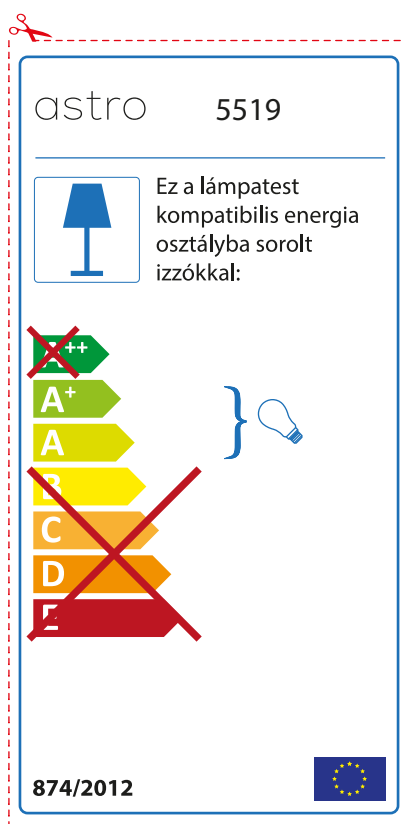 astro 5519
Ez a lámpatest
kompatibilis energia
osztályba sorolt
izzókkal:
A++
A+
A
B
C
D
E
874/2012